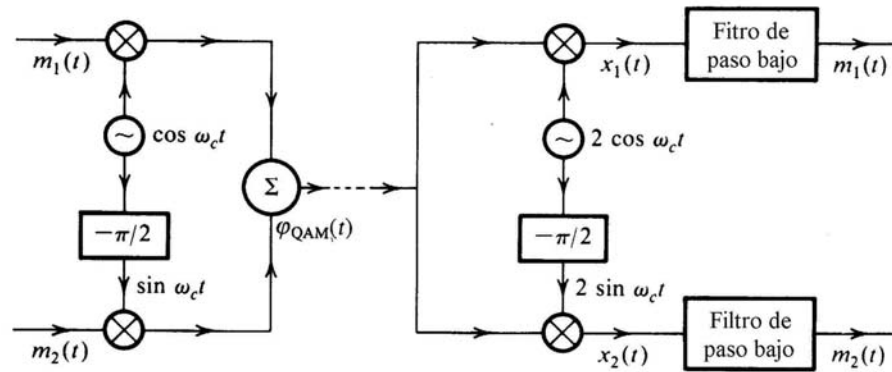 m₁(t)
cos ω_c t
−π/2
sin ω_c t
m₂(t)
Σ
φ_QAM(t)
x₁(t)
Fitro de
paso bajo
m₁(t)
2 cos ω_c t
−π/2
2 sin ω_c t
x₂(t)
Filtro de
paso bajo
m₂(t)